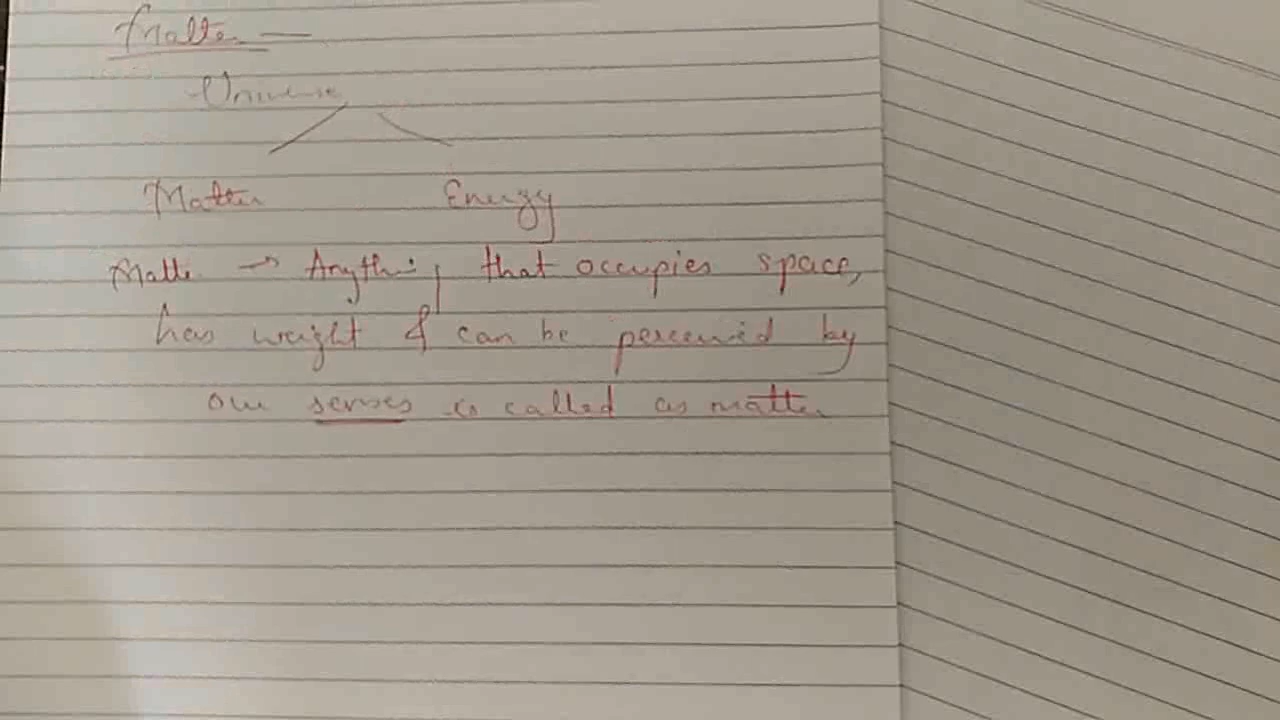 Matter —
Universe
Matter Energy
Matter → Anything that occupies space,
has weight & can be perceived by
our senses is called as matter